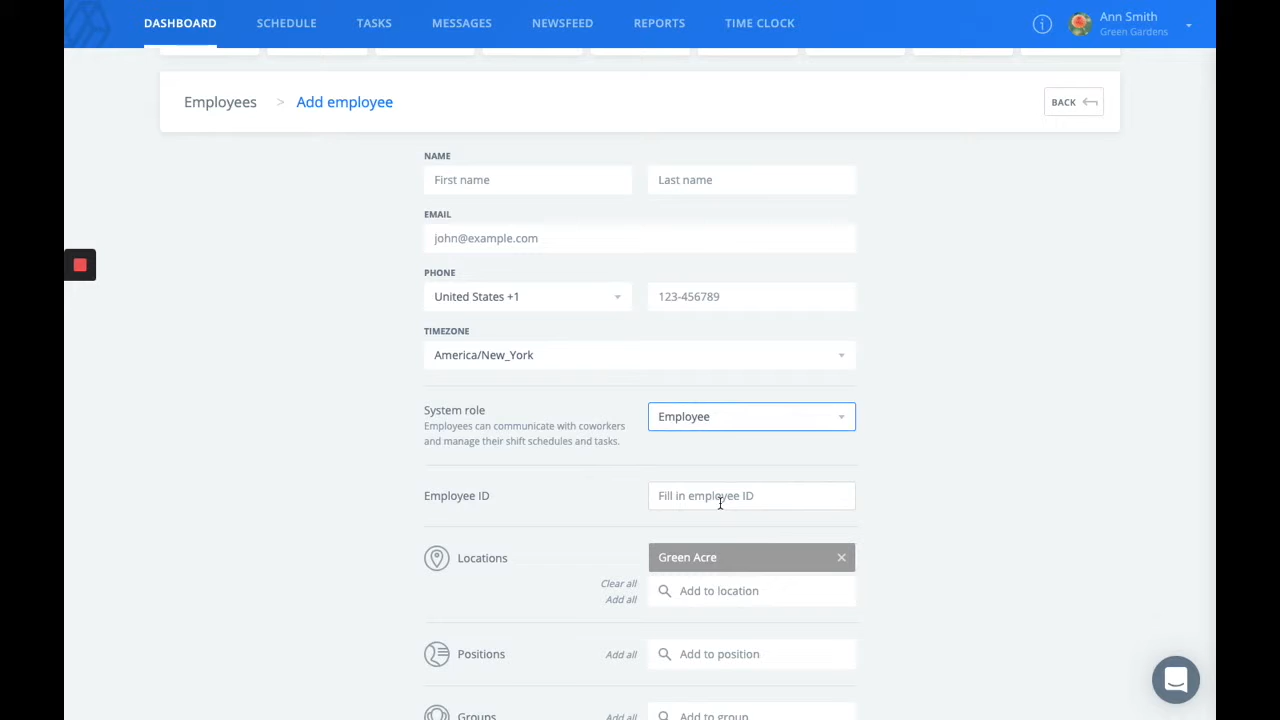 DASHBOARD SCHEDULE TASKS MESSAGES NEWSFEED REPORTS TIME CLOCK
Ann Smith
Green Gardens
Employees > Add employee
BACK
NAME
First name Last name
EMAIL
john@example.com
PHONE
United States +1 123-456789
TIMEZONE
America/New_York
System role
Employees can communicate with coworkers
and manage their shift schedules and tasks.
Employee
Employee ID Fill in employee ID
Locations Green Acre
Clear all
Add all
Add to location
Positions Add all Add to position
Groups Add all Add to group